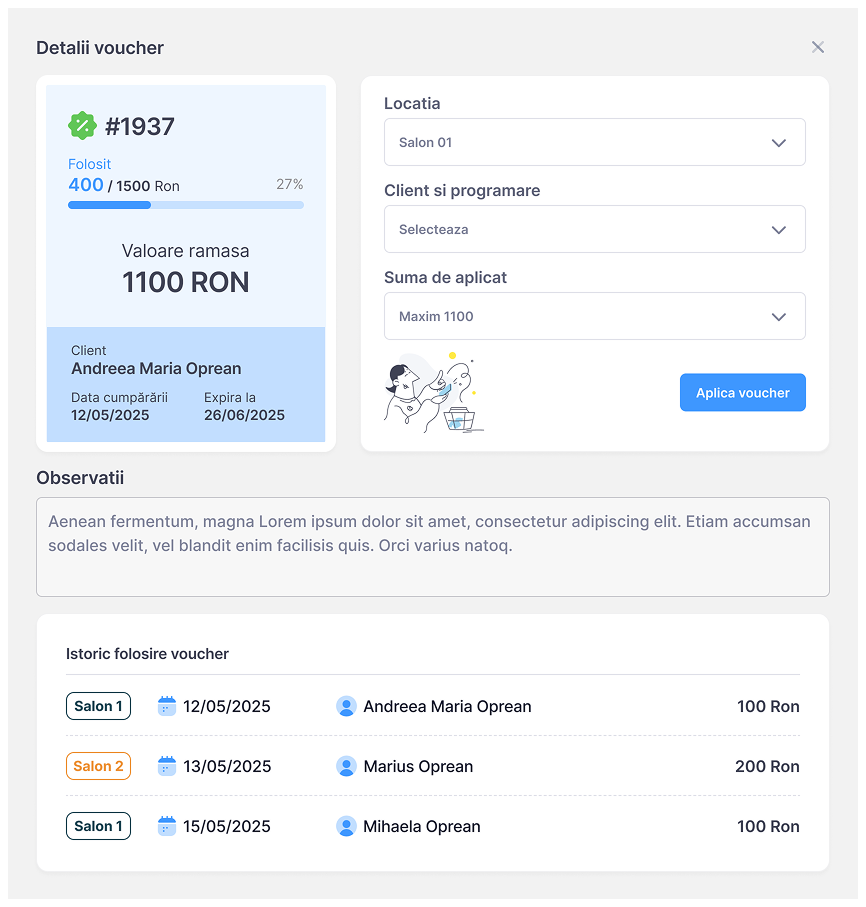 Detalii voucher
#1937
Folosit
400 / 1500 Ron
27%
Valoare ramasa
1100 RON
Client
Andreea Maria Oprean
Data cumpărării
12/05/2025
Expira la
26/06/2025
Locatia
Salon 01
Client si programare
Selecteaza
Suma de aplicat
Maxim 1100
Aplica voucher
Observatii
Aenean fermentum, magna Lorem ipsum dolor sit amet, consectetur adipiscing elit. Etiam accumsan
sodales velit, vel blandit enim facilisis quis. Orci varius natoq.
Istoric folosire voucher
Salon 1 12/05/2025 Andreea Maria Oprean 100 Ron
Salon 2 13/05/2025 Marius Oprean 200 Ron
Salon 1 15/05/2025 Mihaela Oprean 100 Ron